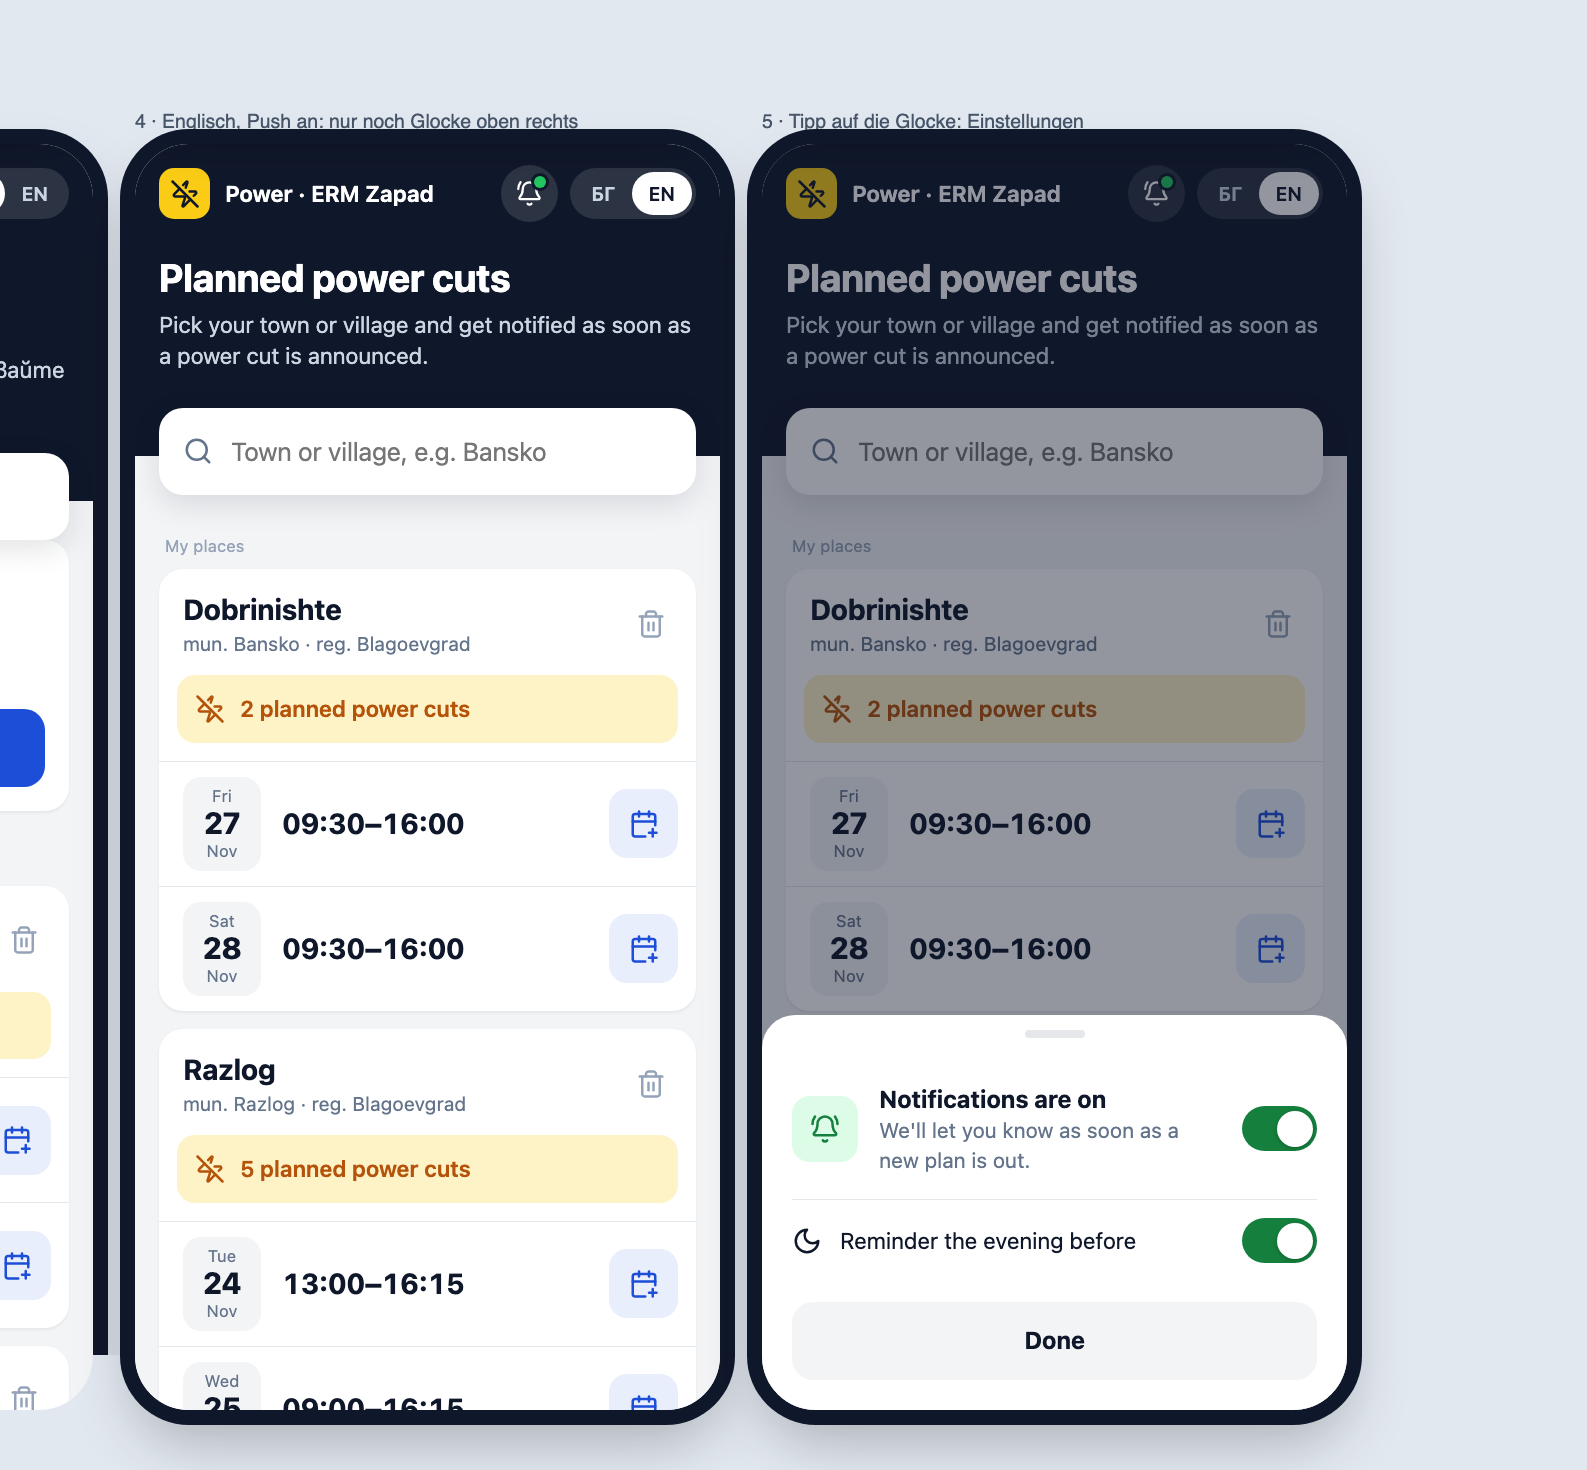 EN
Вайте
4 · Englisch, Push an: nur noch Glocke oben rechts
Power · ERM Zapad
БГ
EN
Planned power cuts
Pick your town or village and get notified as soon as
a power cut is announced.
Town or village, e.g. Bansko
My places
Dobrinishte
mun. Bansko · reg. Blagoevgrad
2 planned power cuts
Fri
27
Nov
09:30–16:00
Sat
28
Nov
09:30–16:00
Razlog
mun. Razlog · reg. Blagoevgrad
5 planned power cuts
Tue
24
Nov
13:00–16:15
Wed
25
09:00–16:15
5 · Tipp auf die Glocke: Einstellungen
Power · ERM Zapad
БГ
EN
Planned power cuts
Pick your town or village and get notified as soon as
a power cut is announced.
Town or village, e.g. Bansko
My places
Dobrinishte
mun. Bansko · reg. Blagoevgrad
2 planned power cuts
Fri
27
Nov
09:30–16:00
Sat
28
Nov
09:30–16:00
Notifications are on
We'll let you know as soon as a
new plan is out.
Reminder the evening before
Done